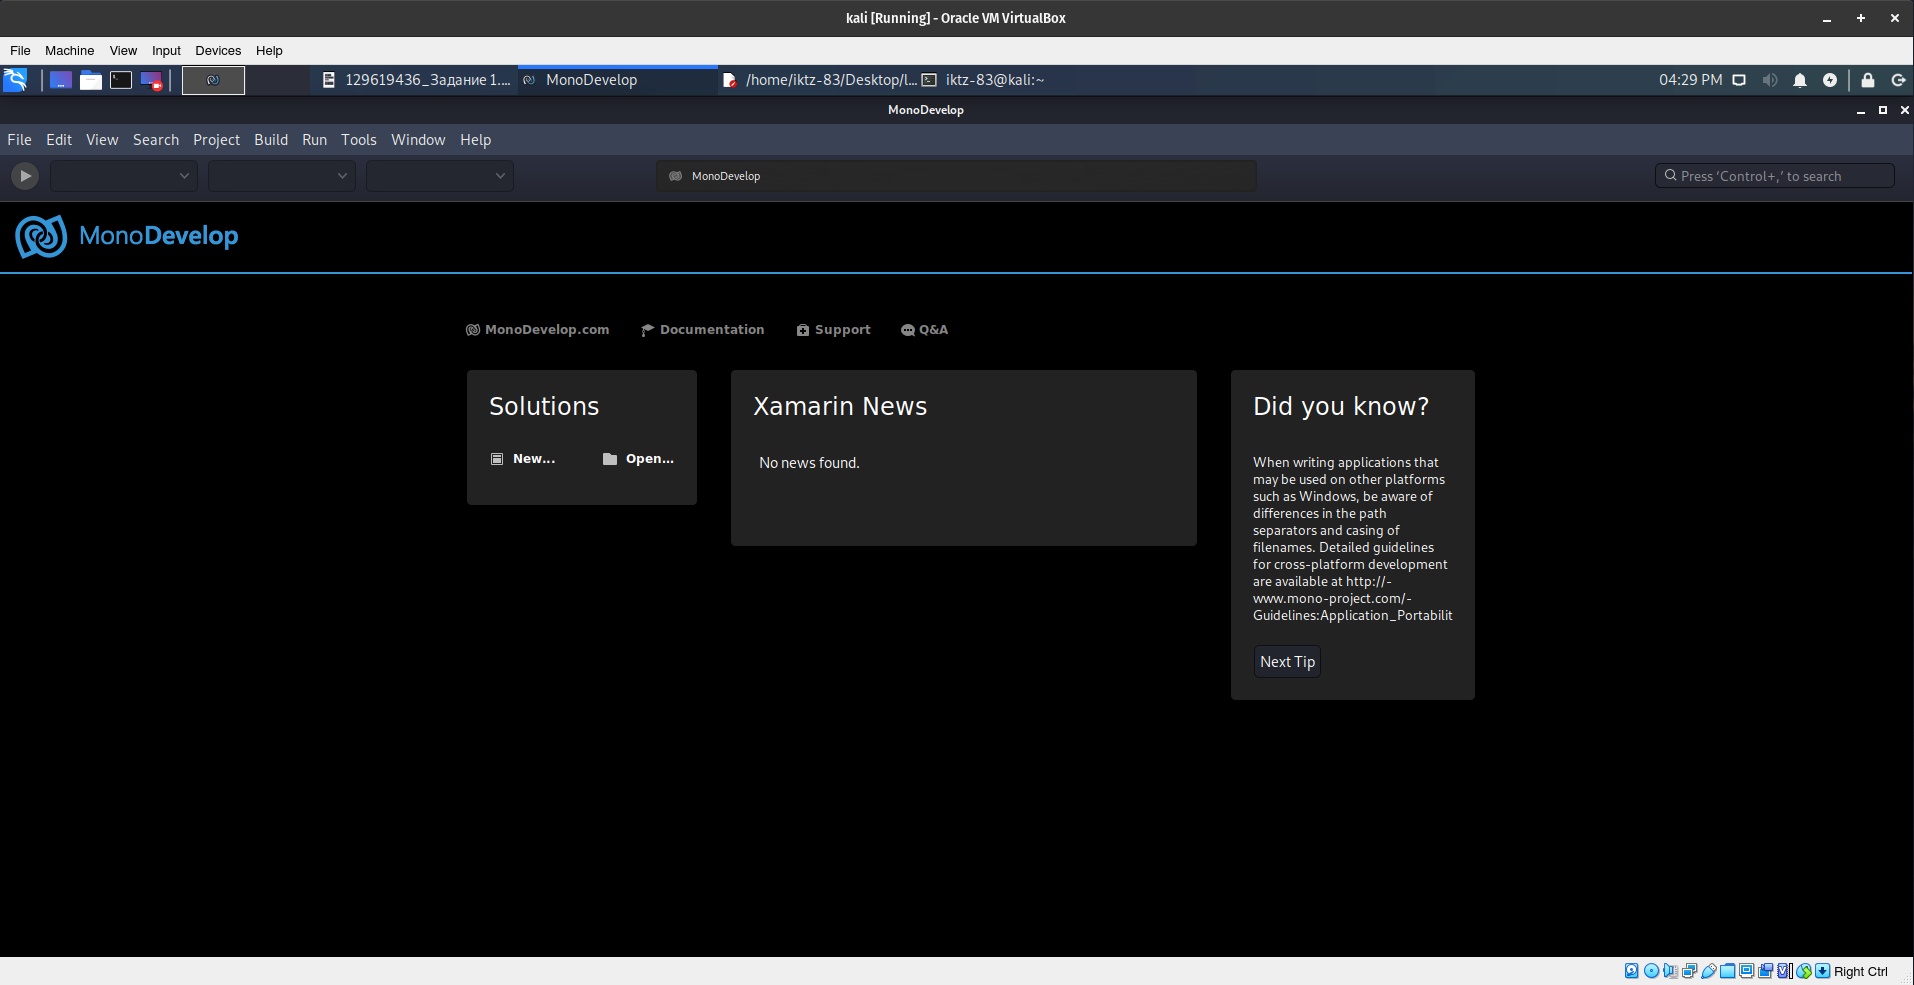 kali [Running] - Oracle VM VirtualBox
File Machine View Input Devices Help
129619436_Задание 1.... MonoDevelop /home/iktz-83/Desktop/l... iktz-83@kali:~ 04:29 PM
MonoDevelop
File Edit View Search Project Build Run Tools Window Help
MonoDevelop Press ‘Control+,’ to search
MonoDevelop
MonoDevelop.com Documentation Support Q&A
Solutions
New... Open...
Xamarin News
No news found.
Did you know?
When writing applications that
may be used on other platforms
such as Windows, be aware of
differences in the path
separators and casing of
filenames. Detailed guidelines
for cross-platform development
are available at http://-
www.mono-project.com/-
Guidelines:Application_Portabilit
Next Tip
Right Ctrl